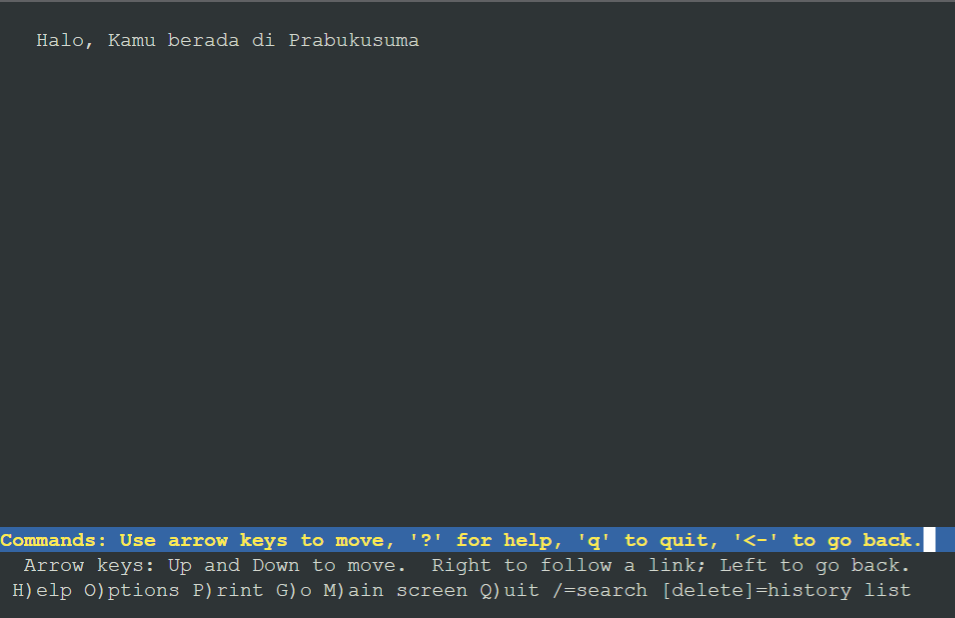 Halo, Kamu berada di Prabukusuma
Commands: Use arrow keys to move, '?' for help, 'q' to quit, '<-' to go back.
Arrow keys: Up and Down to move.  Right to follow a link; Left to go back.
H)elp O)ptions P)rint G)o M)ain screen Q)uit /=search [delete]=history list